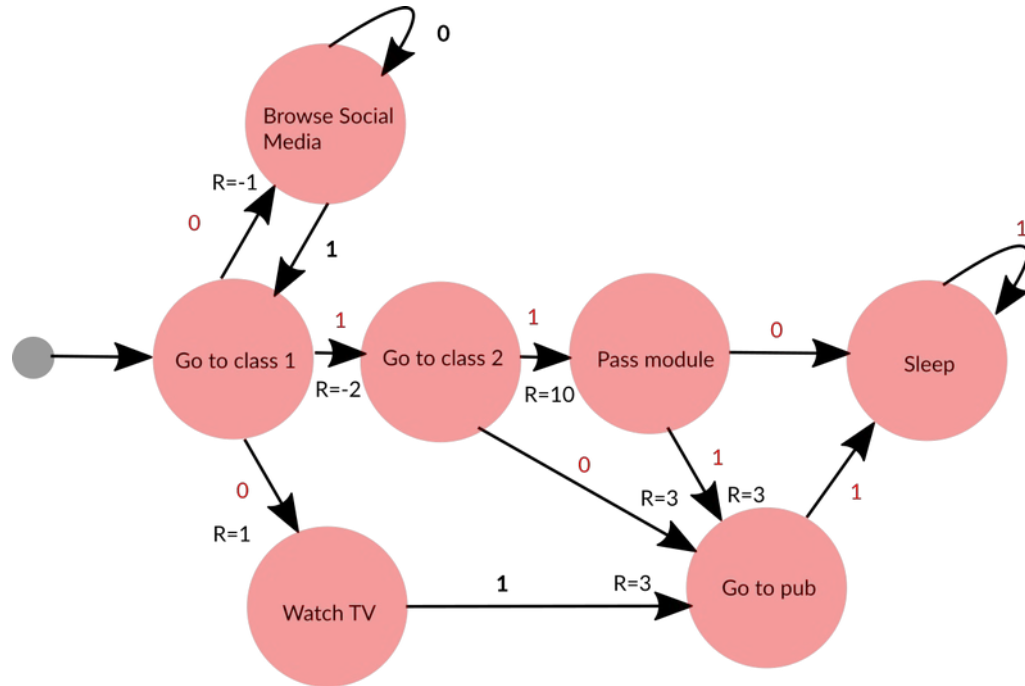 0
Browse Social
Media
R=-1
0
1
1
1
0
1
Go to class 1
Go to class 2
Pass module
Sleep
R=-2
R=10
0
0
1
1
R=3
R=3
R=1
1
R=3
Go to pub
Watch TV